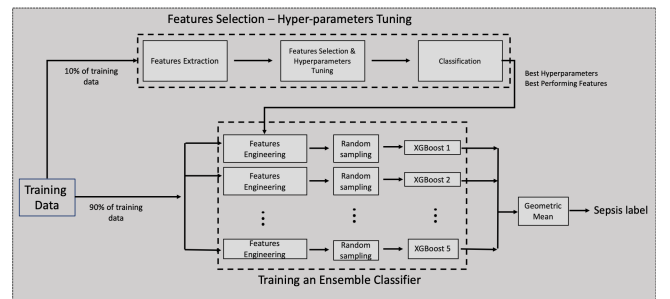 Features Selection – Hyper-parameters Tuning
10% of training
data
Features Extraction
Features Selection &
Hyperparameters
Tuning
Classification
Best Hyperparameters
Best Performing Features
Training
Data
90% of training
data
Features
Engineering
Random
sampling
XGBoost 1
Features
Engineering
Random
sampling
XGBoost 2
Features
Engineering
Random
sampling
XGBoost 5
Geometric
Mean
Sepsis label
Training an Ensemble Classifier